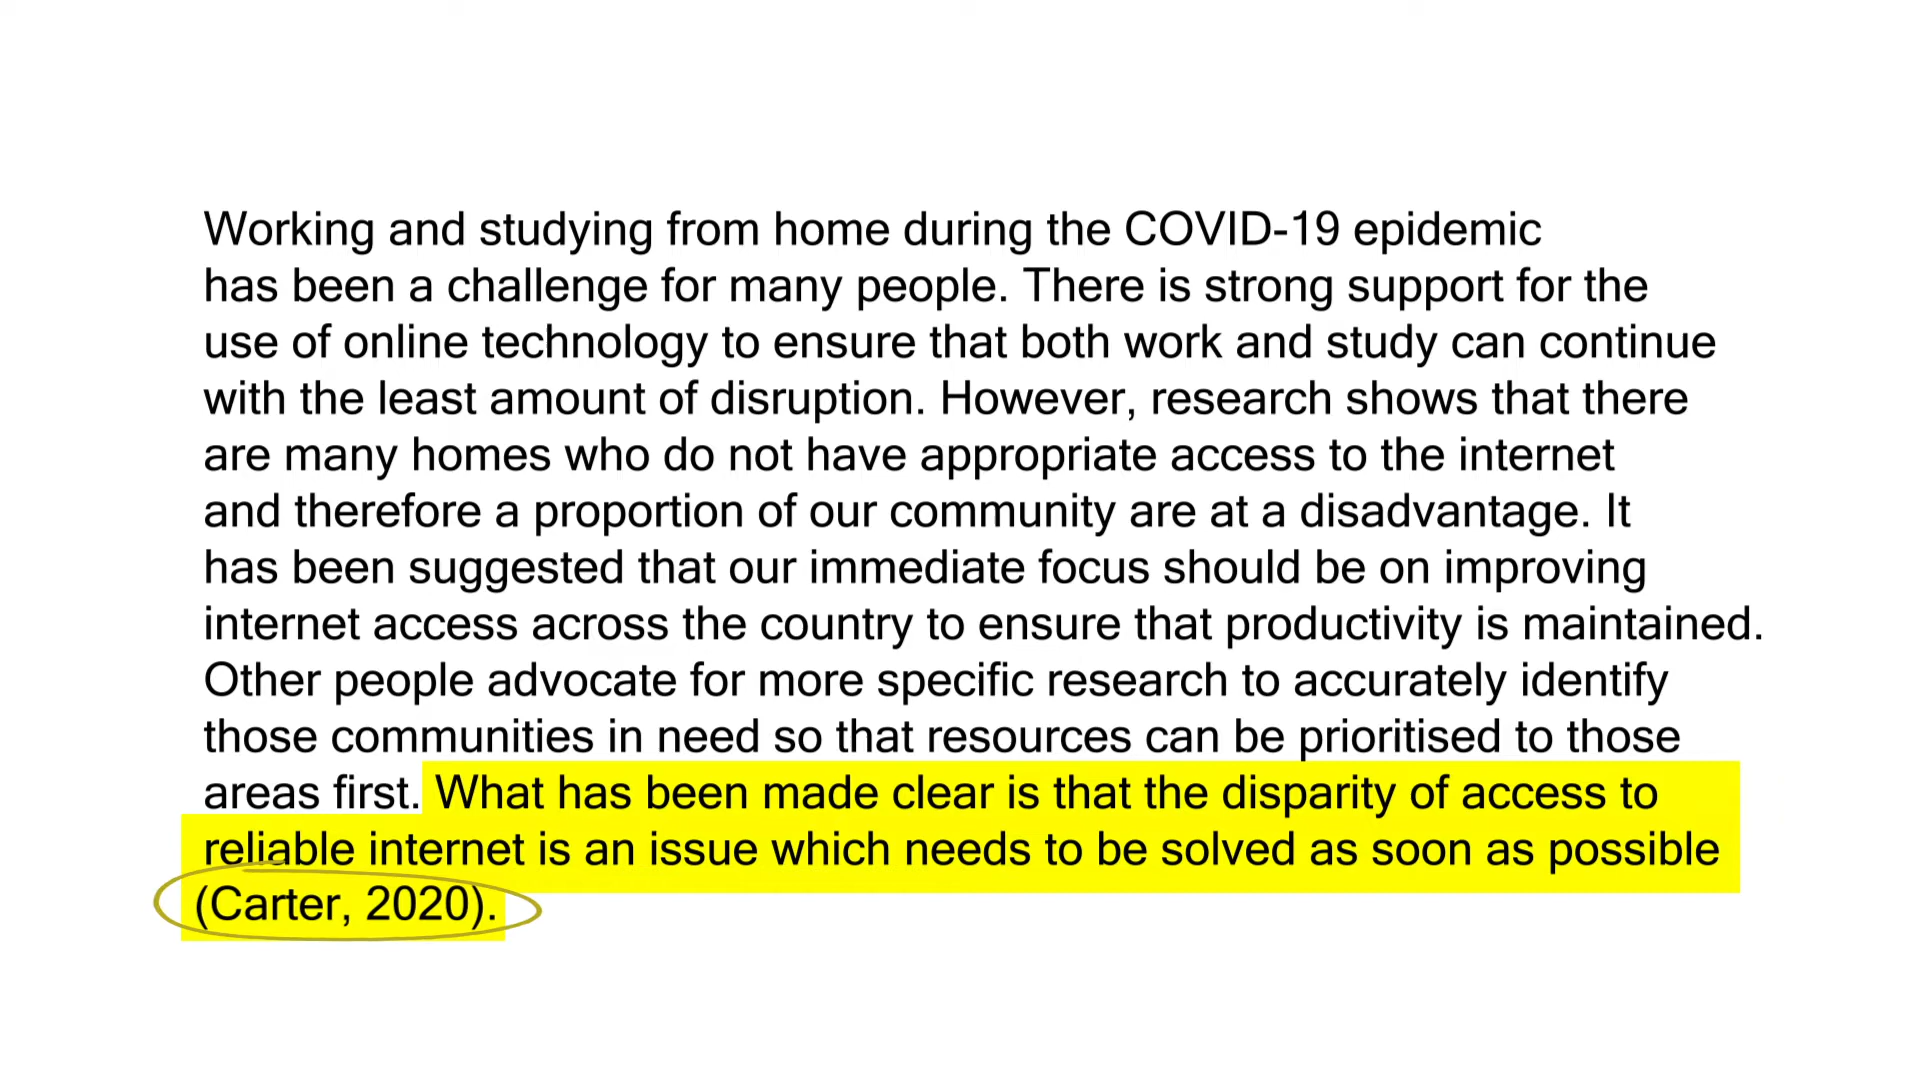 Working and studying from home during the COVID-19 epidemic
has been a challenge for many people. There is strong support for the
use of online technology to ensure that both work and study can continue
with the least amount of disruption. However, research shows that there
are many homes who do not have appropriate access to the internet
and therefore a proportion of our community are at a disadvantage. It
has been suggested that our immediate focus should be on improving
internet access across the country to ensure that productivity is maintained.
Other people advocate for more specific research to accurately identify
those communities in need so that resources can be prioritised to those
areas first. What has been made clear is that the disparity of access to
reliable internet is an issue which needs to be solved as soon as possible
(Carter, 2020).